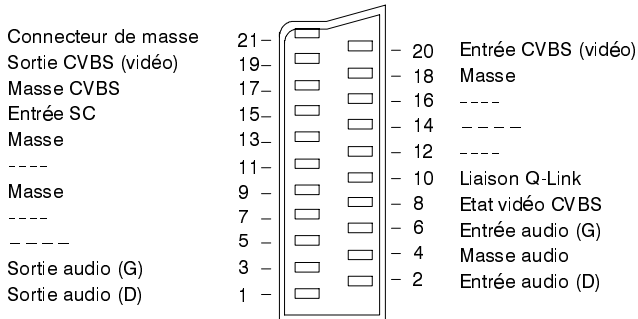 Connecteur de masse 21–
Sortie CVBS (vidéo) 19–
Masse CVBS 17–
Entrée SC 15–
Masse 13–
---- 11–
Masse 9 –
---- 7 –
– – – – 5 –
Sortie audio (G) 3 –
Sortie audio (D) 1 –
– 20 Entrée CVBS (vidéo)
– 18 Masse
– 16 ----
– 14 – – – –
– 12 ----
– 10 Liaison Q-Link
– 8 Etat vidéo CVBS
– 6 Entrée audio (G)
– 4 Masse audio
– 2 Entrée audio (D)